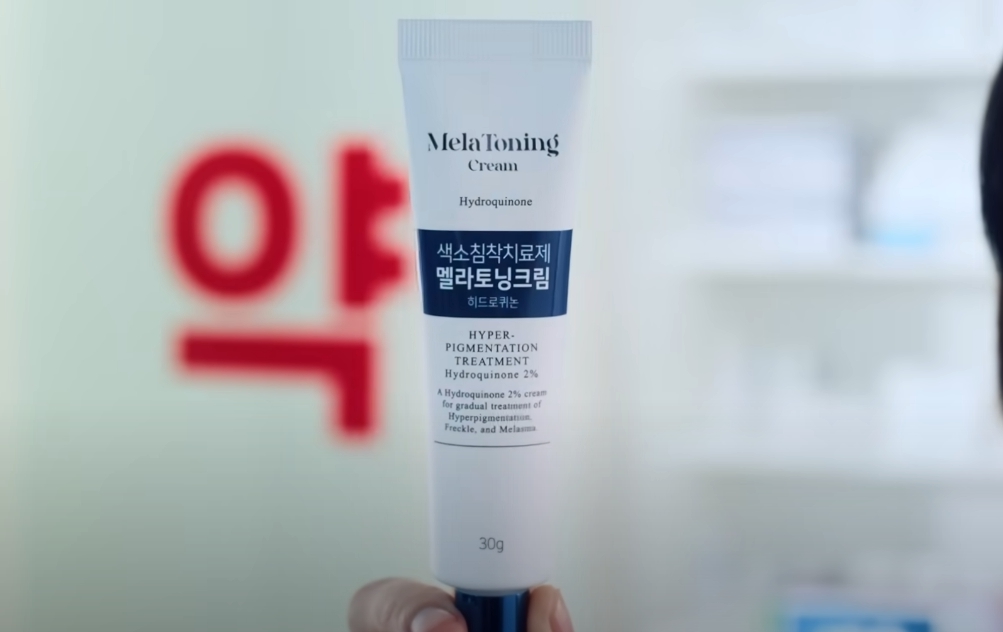 약
MelaToning
Cream
Hydroquinone
색소침착치료제
멜라토닝크림
히드로퀴논
HYPER-
PIGMENTATION
TREATMENT
Hydroquinone 2%
A Hydroquinone 2% cream
for gradual treatment of
Hyperpigmentation,
Freckle, and Melasma.
30g